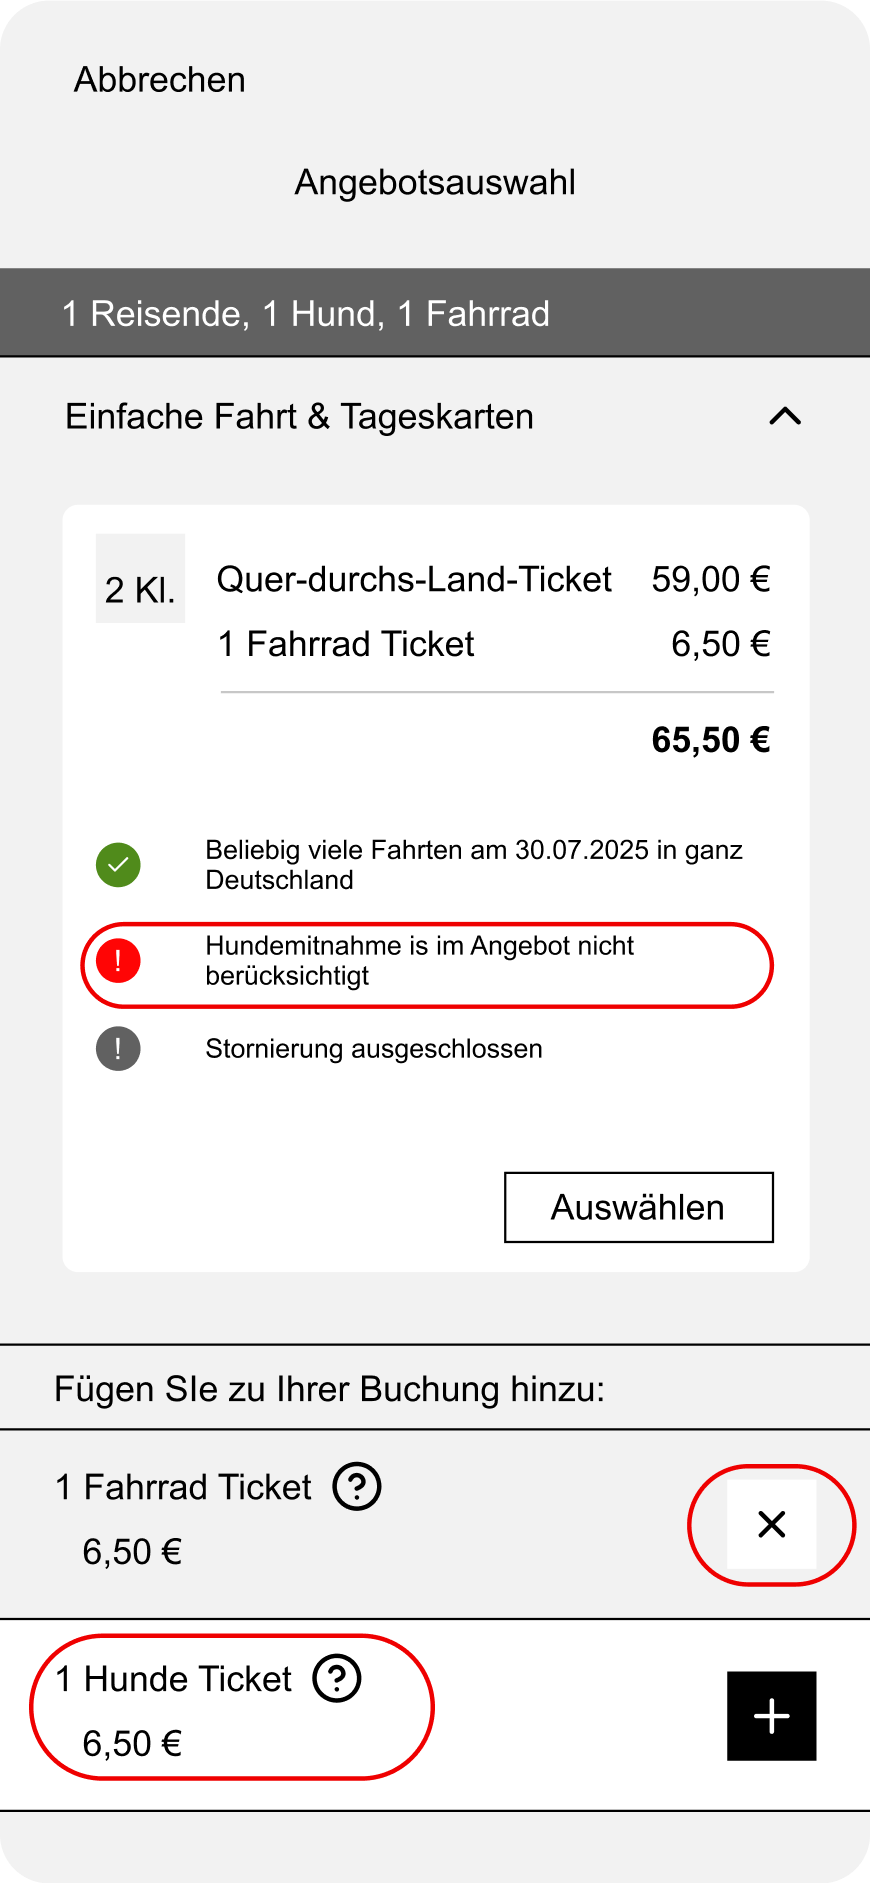 Abbrechen
Angebotsauswahl
1 Reisende, 1 Hund, 1 Fahrrad
Einfache Fahrt & Tageskarten
2 Kl.
Quer-durchs-Land-Ticket 59,00 €
1 Fahrrad Ticket 6,50 €
65,50 €
Beliebig viele Fahrten am 30.07.2025 in ganz
Deutschland
! Hundemitnahme is im Angebot nicht
berücksichtigt
! Stornierung ausgeschlossen
Auswählen
Fügen SIe zu Ihrer Buchung hinzu:
1 Fahrrad Ticket ?
6,50 €
1 Hunde Ticket ?
6,50 €